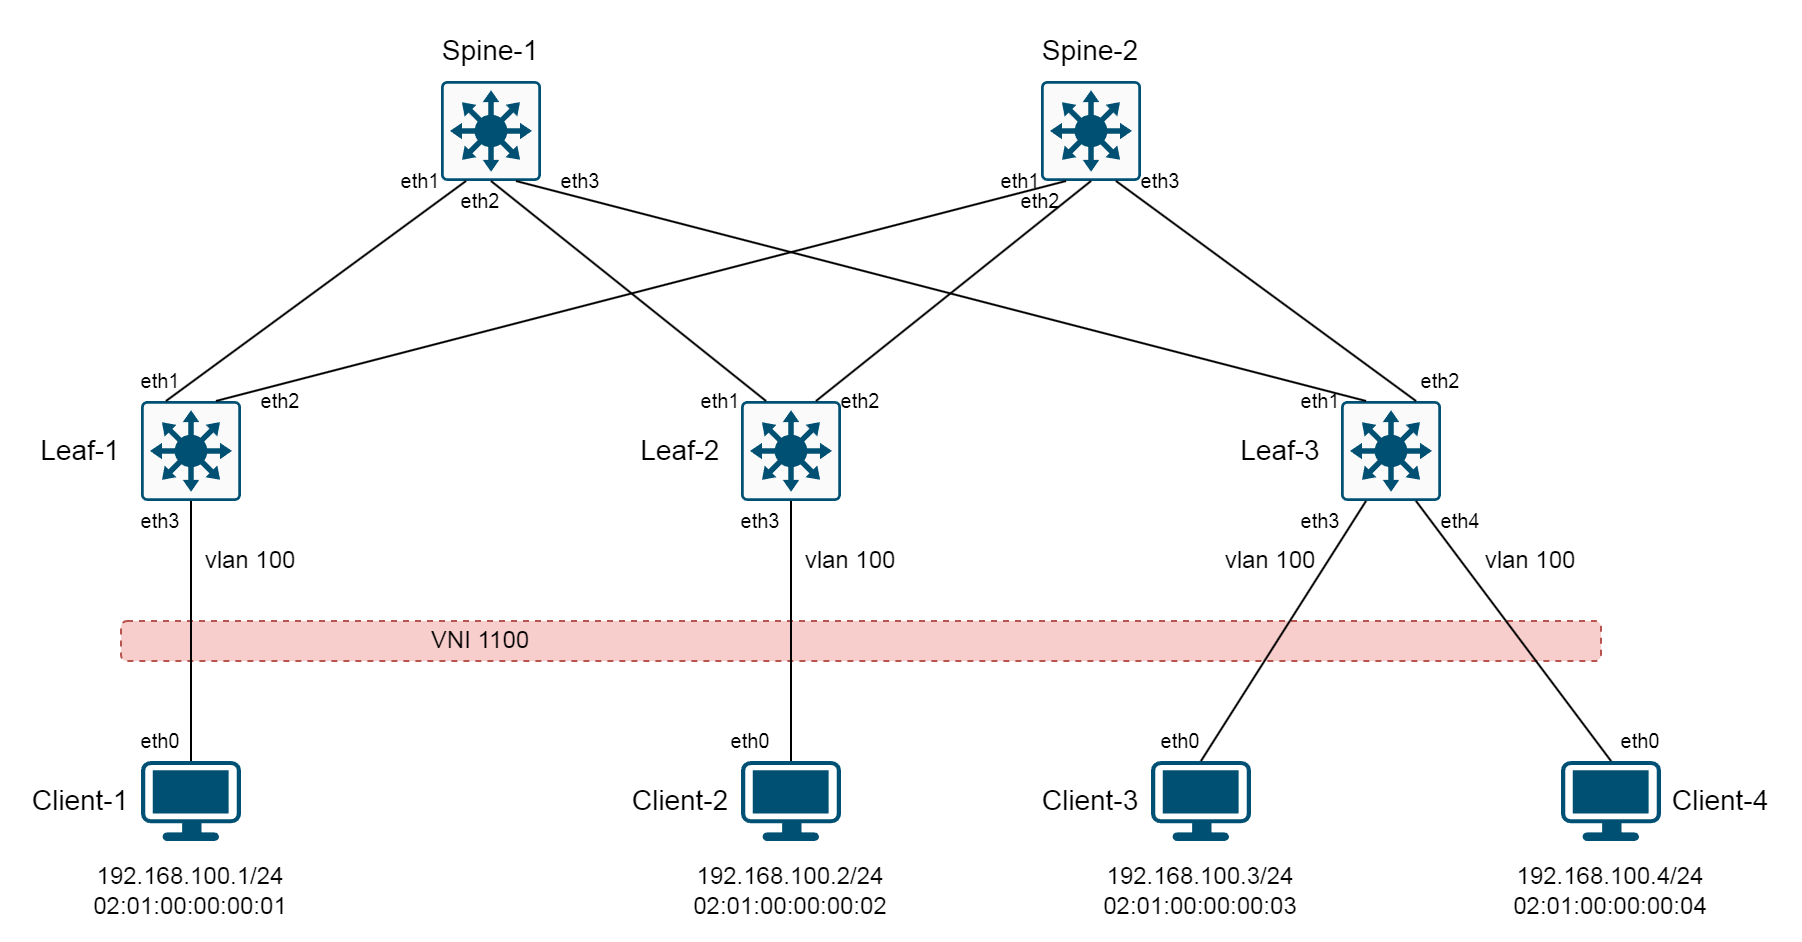 Spine-1
Spine-2
eth1
eth2
eth3
eth1
eth2
eth3
eth1
eth2
eth1
eth2
eth1
eth2
Leaf-1
Leaf-2
Leaf-3
eth3
eth3
eth3
eth4
vlan 100
vlan 100
vlan 100
vlan 100
VNI 1100
eth0
eth0
eth0
eth0
Client-1
Client-2
Client-3
Client-4
192.168.100.1/24
02:01:00:00:00:01
192.168.100.2/24
02:01:00:00:00:02
192.168.100.3/24
02:01:00:00:00:03
192.168.100.4/24
02:01:00:00:00:04